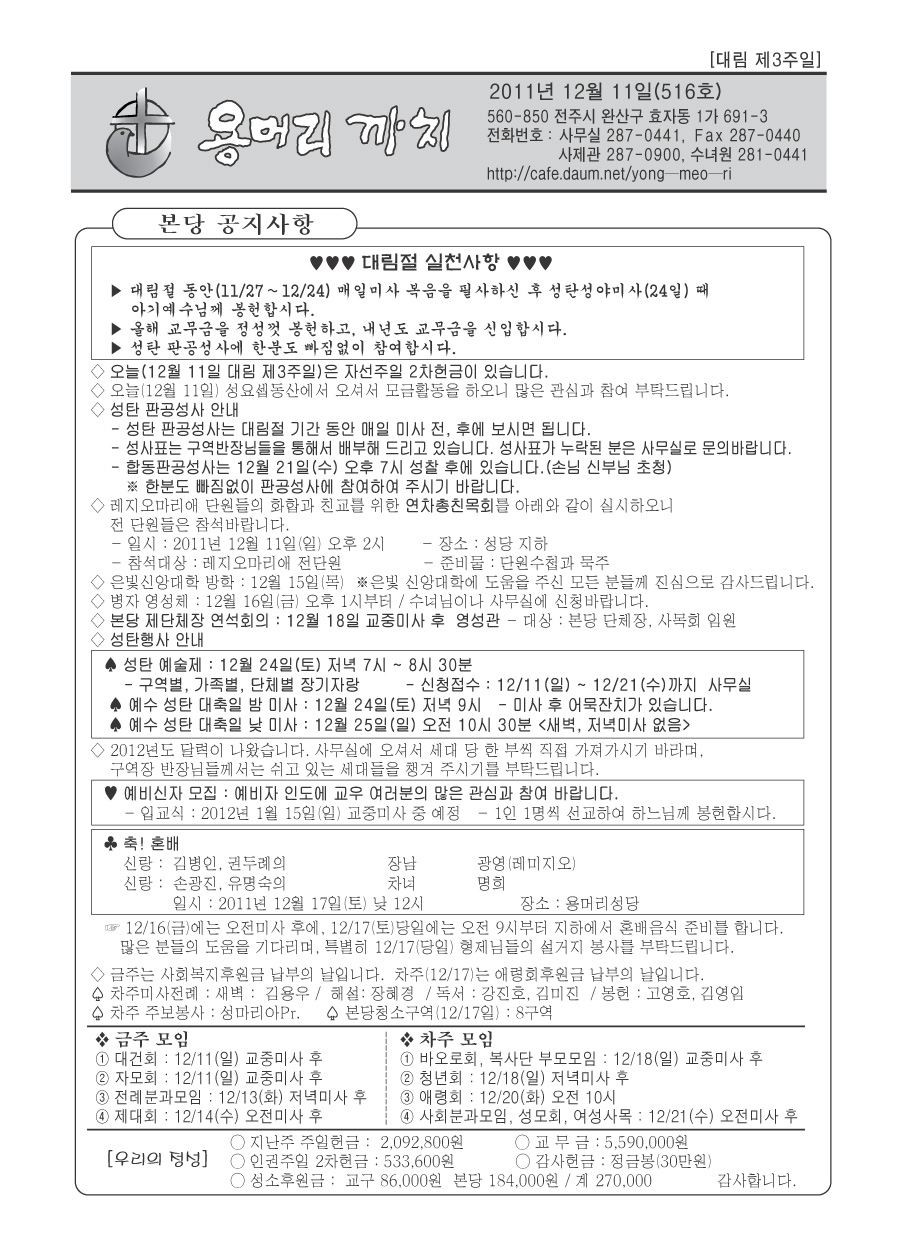 [대림 제3주일]
용머리 까치
2011년 12월 11일(516호)
560-850 전주시 완산구 효자동 1가 691-3
전화번호 : 사무실 287-0441, Fax 287-0440
사제관 287-0900, 수녀원 281-0441
http://cafe.daum.net/yong—meo—ri
본당 공지사항
♥♥♥ 대림절 실천사항 ♥♥♥
▶ 대림절 동안(11/27 ~ 12/24) 매일미사 복음을 필사하신 후 성탄성야미사(24일) 때
아기예수님께 봉헌합시다.
▶ 올해 교무금을 정성껏 봉헌하고, 내년도 교무금을 신입합시다.
▶ 성탄 판공성사에 한분도 빠짐없이 참여합시다.
◇ 오늘(12월 11일 대림 제3주일)은 자선주일 2차헌금이 있습니다.
◇ 오늘(12월 11일) 성요셉동산에서 오셔서 모금활동을 하오니 많은 관심과 참여 부탁드립니다.
◇ 성탄 판공성사 안내
- 성탄 판공성사는 대림절 기간 동안 매일 미사 전, 후에 보시면 됩니다.
- 성사표는 구역반장님들을 통해서 배부해 드리고 있습니다. 성사표가 누락된 분은 사무실로 문의바랍니다.
- 합동판공성사는 12월 21일(수) 오후 7시 성찰 후에 있습니다.(손님 신부님 초청)
※ 한분도 빠짐없이 판공성사에 참여하여 주시기 바랍니다.
◇ 레지오마리애 단원들의 화합과 친교를 위한 연차총친목회를 아래와 같이 실시하오니
전 단원들은 참석바랍니다.
- 일시 : 2011년 12월 11일(일) 오후 2시 - 장소 : 성당 지하
- 참석대상 : 레지오마리애 전단원 - 준비물 : 단원수첩과 묵주
◇ 은빛신앙대학 방학 : 12월 15일(목) ※은빛 신앙대학에 도움을 주신 모든 분들께 진심으로 감사드립니다.
◇ 병자 영성체 : 12월 16일(금) 오후 1시부터 / 수녀님이나 사무실에 신청바랍니다.
◇ 본당 제단체장 연석회의 : 12월 18일 교중미사 후 영성관 - 대상 : 본당 단체장, 사목회 임원
◇ 성탄행사 안내
♠ 성탄 예술제 : 12월 24일(토) 저녁 7시 ~ 8시 30분
- 구역별, 가족별, 단체별 장기자랑 - 신청접수 : 12/11(일) ~ 12/21(수)까지 사무실
♠ 예수 성탄 대축일 밤 미사 : 12월 24일(토) 저녁 9시 - 미사 후 어묵잔치가 있습니다.
♠ 예수 성탄 대축일 낮 미사 : 12월 25일(일) 오전 10시 30분 <새벽, 저녁미사 없음>
◇ 2012년도 달력이 나왔습니다. 사무실에 오셔서 세대 당 한 부씩 직접 가져가시기 바라며,
구역장 반장님들께서는 쉬고 있는 세대들을 챙겨 주시기를 부탁드립니다.
♥ 예비신자 모집 : 예비자 인도에 교우 여러분의 많은 관심과 참여 바랍니다.
- 입교식 : 2012년 1월 15일(일) 교중미사 중 예정 - 1인 1명씩 선교하여 하느님께 봉헌합시다.
♣ 축! 혼배
신랑 : 김병인, 권두례의 장남 광영(레미지오)
신랑 : 손광진, 유명숙의 차녀 명희
일시 : 2011년 12월 17일(토) 낮 12시 장소 : 용머리성당
☞ 12/16(금)에는 오전미사 후에, 12/17(토)당일에는 오전 9시부터 지하에서 혼배음식 준비를 합니다.
많은 분들의 도움을 기다리며, 특별히 12/17(당일) 형제님들의 설거지 봉사를 부탁드립니다.
◇ 금주는 사회복지후원금 납부의 날입니다. 차주(12/17)는 애령회후원금 납부의 날입니다.
♤ 차주미사전례 : 새벽 : 김용우 / 해설: 장혜경 / 독서 : 강진호, 김미진 / 봉헌 : 고영호, 김영임
♤ 차주 주보봉사 : 성마리아Pr. ♤ 본당청소구역(12/17일) : 8구역
❖ 금주 모임
① 대건회 : 12/11(일) 교중미사 후
② 자모회 : 12/11(일) 교중미사 후
③ 전례분과모임 : 12/13(화) 저녁미사 후
④ 제대회 : 12/14(수) 오전미사 후
❖ 차주 모임
① 바오로회, 복사단 부모모임 : 12/18(일) 교중미사 후
② 청년회 : 12/18(일) 저녁미사 후
③ 애령회 : 12/20(화) 오전 10시
④ 사회분과모임, 성모회, 여성사목 : 12/21(수) 오전미사 후
[우리의 정성]
○ 지난주 주일헌금 : 2,092,800원 ○ 교 무 금 : 5,590,000원
○ 인권주일 2차헌금 : 533,600원 ○ 감사헌금 : 정금봉(30만원)
○ 성소후원금 : 교구 86,000원 본당 184,000원 / 계 270,000 감사합니다.